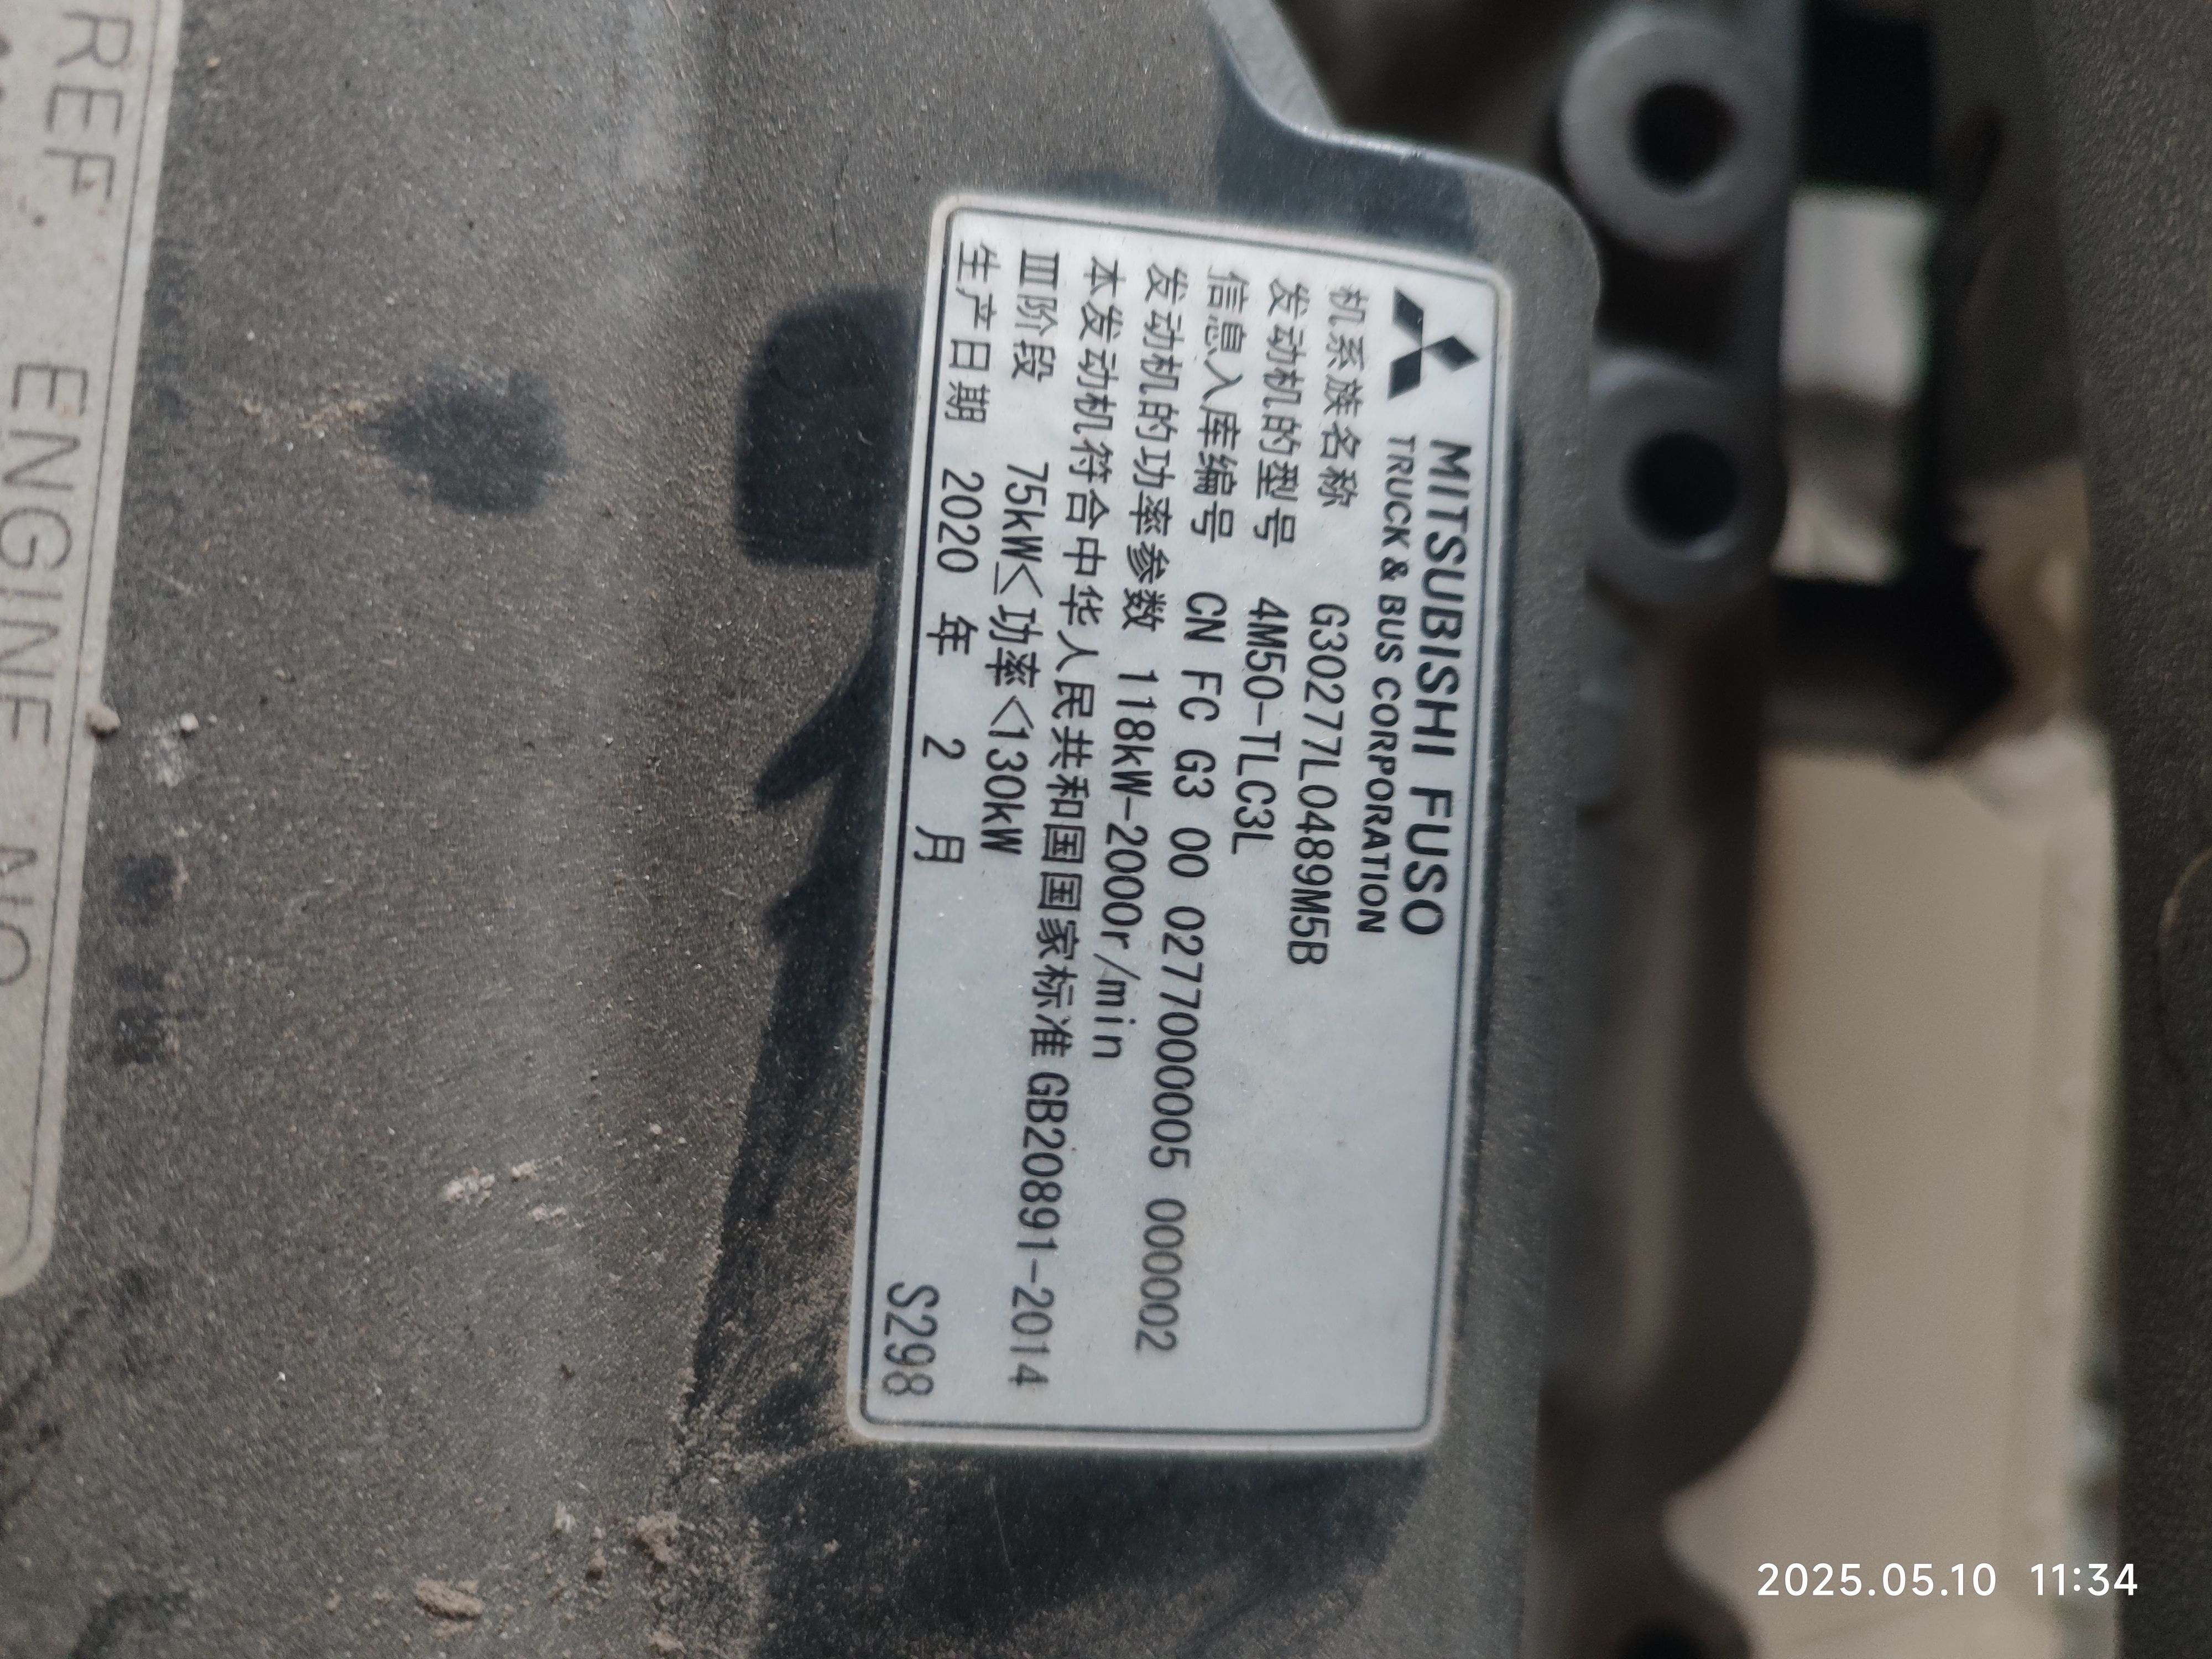 MITSUBISHI FUSO
TRUCK & BUS CORPORATION
机系族名称 G30277L0489M5B
发动机的型号 4M50-TLC3L
信息入库编号 CN FC G3 00 0277000005 000002
发动机的功率参数 118kW-2000r/min
本发动机符合中华人民共和国国家标准 GB20891-2014
Ⅲ阶段 75kW≤功率<130kW
生产日期 2020 年 2 月
S298
REF. ENGINE NO
2025.05.10 11:34